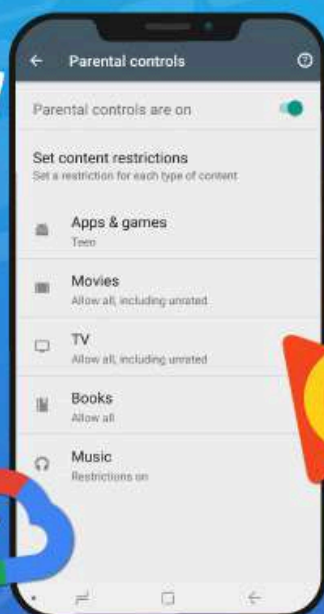 Parental controls
Parental controls are on
Set content restrictions
Set a restriction for each type of content
Apps & games
Teen
Movies
Allow all, including unrated
TV
Allow all, including unrated
Books
Allow all
Music
Restrictions on